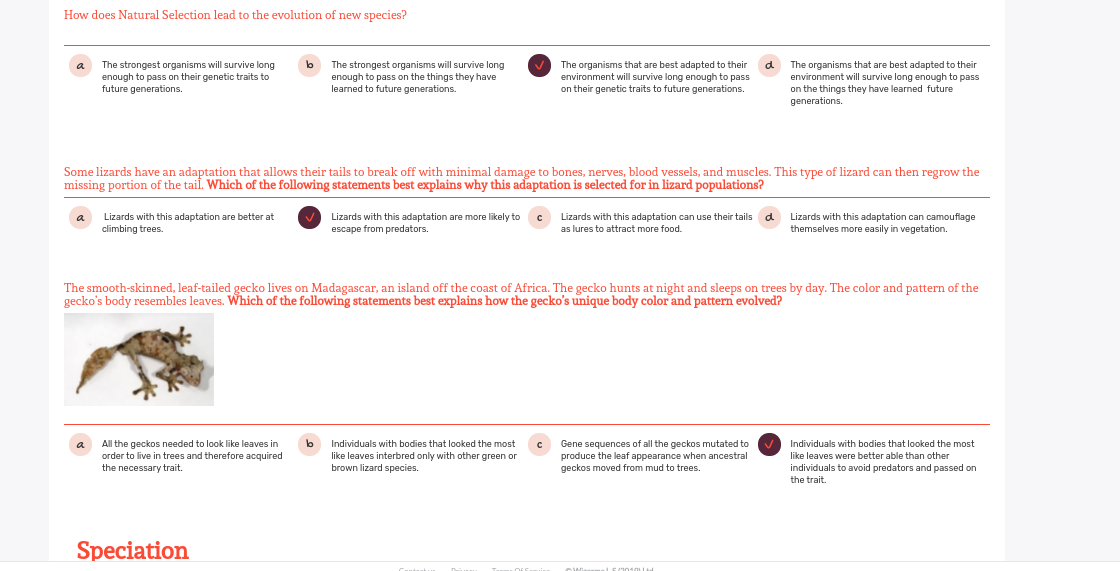 How does Natural Selection lead to the evolution of new species?
a
The strongest organisms will survive long
enough to pass on their genetic traits to
future generations.
b
The strongest organisms will survive long
enough to pass on the things they have
learned to future generations.
The organisms that are best adapted to their
environment will survive long enough to pass
on their genetic traits to future generations.
d
The organisms that are best adapted to their
environment will survive long enough to pass
on the things they have learned  future
generations.
Some lizards have an adaptation that allows their tails to break off with minimal damage to bones, nerves, blood vessels, and muscles. This type of lizard can then regrow the
missing portion of the tail. Which of the following statements best explains why this adaptation is selected for in lizard populations?
a
Lizards with this adaptation are better at
climbing trees.
Lizards with this adaptation are more likely to
escape from predators.
c
Lizards with this adaptation can use their tails
as lures to attract more food.
d
Lizards with this adaptation can camouflage
themselves more easily in vegetation.
The smooth-skinned, leaf-tailed gecko lives on Madagascar, an island off the coast of Africa. The gecko hunts at night and sleeps on trees by day. The color and pattern of the
gecko's body resembles leaves. Which of the following statements best explains how the gecko's unique body color and pattern evolved?
a
All the geckos needed to look like leaves in
order to live in trees and therefore acquired
the necessary trait.
b
Individuals with bodies that looked the most
like leaves interbred only with other green or
brown lizard species.
c
Gene sequences of all the geckos mutated to
produce the leaf appearance when ancestral
geckos moved from mud to trees.
Individuals with bodies that looked the most
like leaves were better able than other
individuals to avoid predators and passed on
the trait.
Speciation
Contact us Privacy Terms Of Service